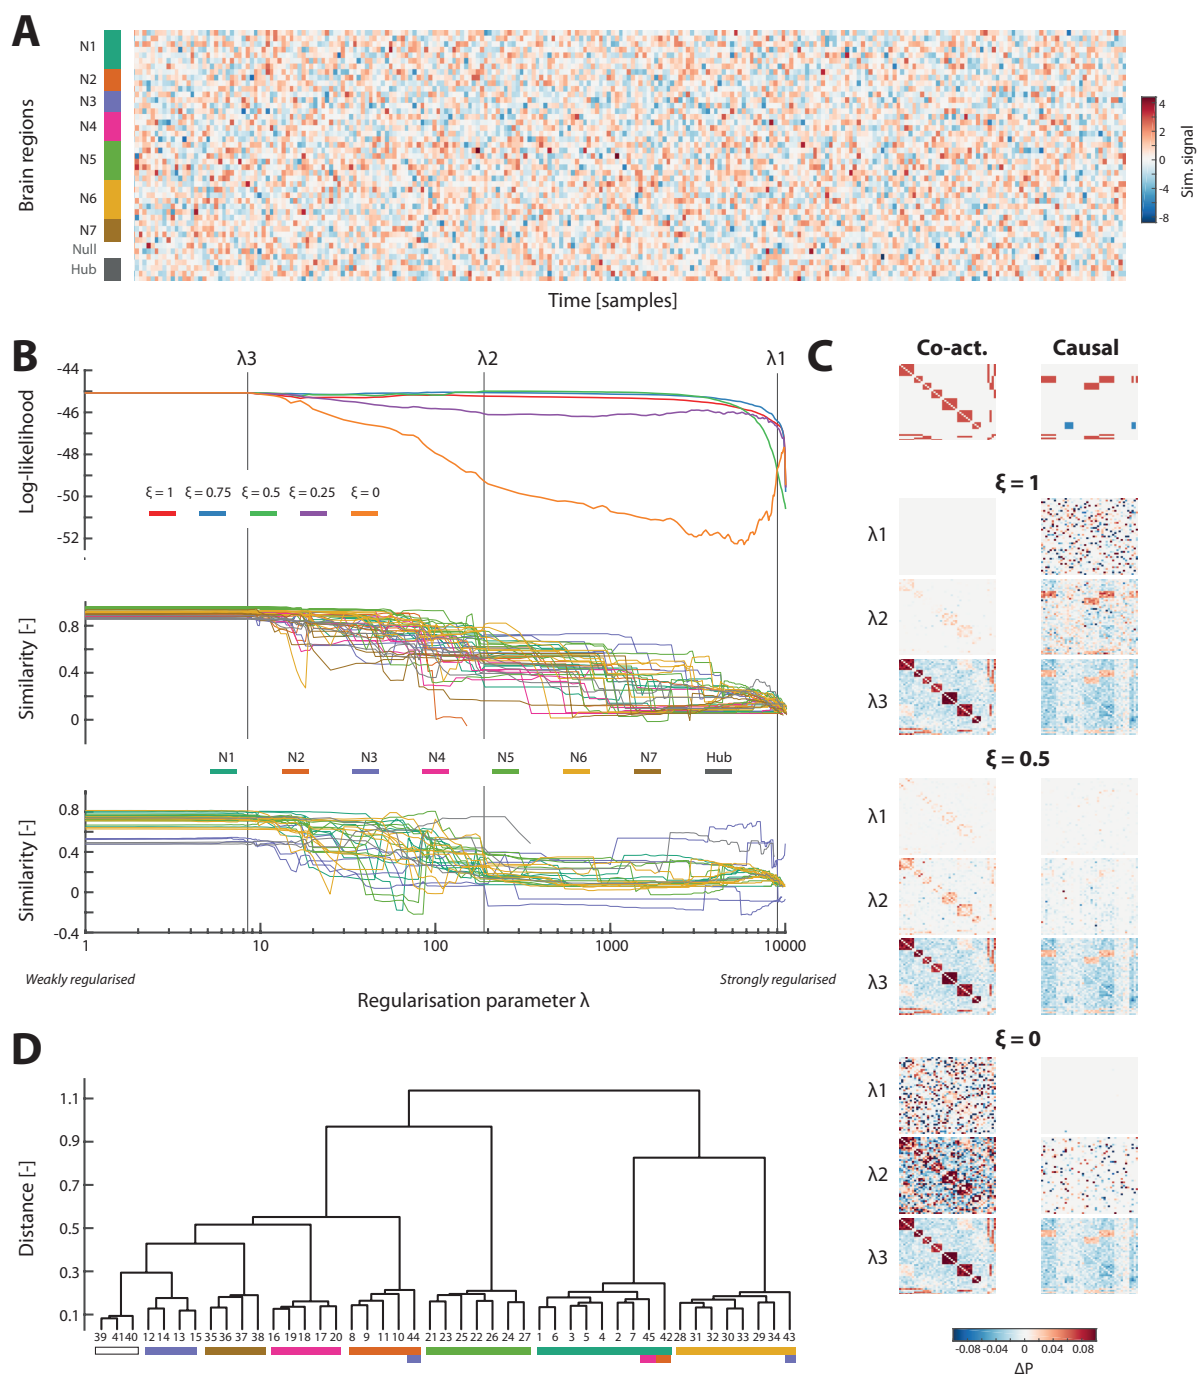 A
Brain regions
N1
N2
N3
N4
N5
N6
N7
Null
Hub
Time [samples]
4
2
0
-4
-8
Sim. signal
B
λ3 λ2 λ1
Log-likelihood
-44
-46
-48
-50
-52
ξ = 1 ξ = 0.75 ξ = 0.5 ξ = 0.25 ξ = 0
Similarity [-]
0.8
0.4
0
N1 N2 N3 N4 N5 N6 N7 Hub
Similarity [-]
0.8
0.4
0
-0.4
1 10 100 1000 10000
Weakly regularised
Strongly regularised
Regularisation parameter λ
C
Co-act. Causal
ξ = 1
λ1
λ2
λ3
ξ = 0.5
λ1
λ2
λ3
ξ = 0
λ1
λ2
λ3
-0.08 -0.04 0 0.04 0.08
ΔP
D
Distance [-]
1.1
0.9
0.7
0.5
0.3
0.1
39 41 40 12 14 13 15 35 36 37 38 16 19 18 17 20 8 9 11 10 44 21 23 25 22 26 24 27 1 6 3 5 4 2 7 45 42 28 31 32 30 33 29 34 43